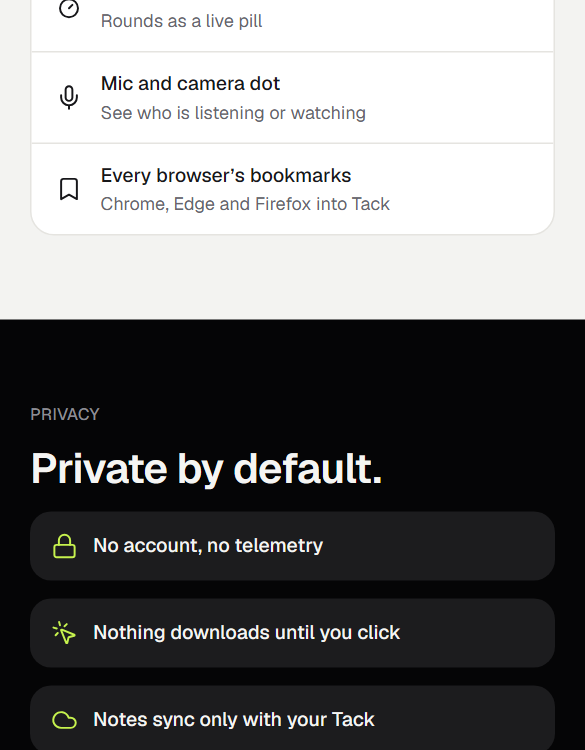 Rounds as a live pill
Mic and camera dot
See who is listening or watching
Every browser’s bookmarks
Chrome, Edge and Firefox into Tack
PRIVACY
Private by default.
No account, no telemetry
Nothing downloads until you click
Notes sync only with your Tack